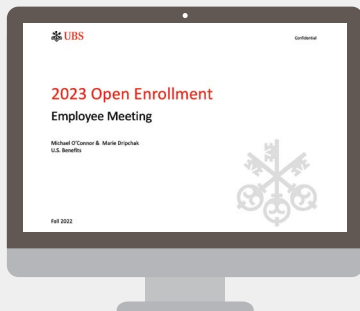 UBS
Confidential
2023 Open Enrollment
Employee Meeting
Michael O'Connor & Marie Dripchak
U.S. Benefits
Fall 2022